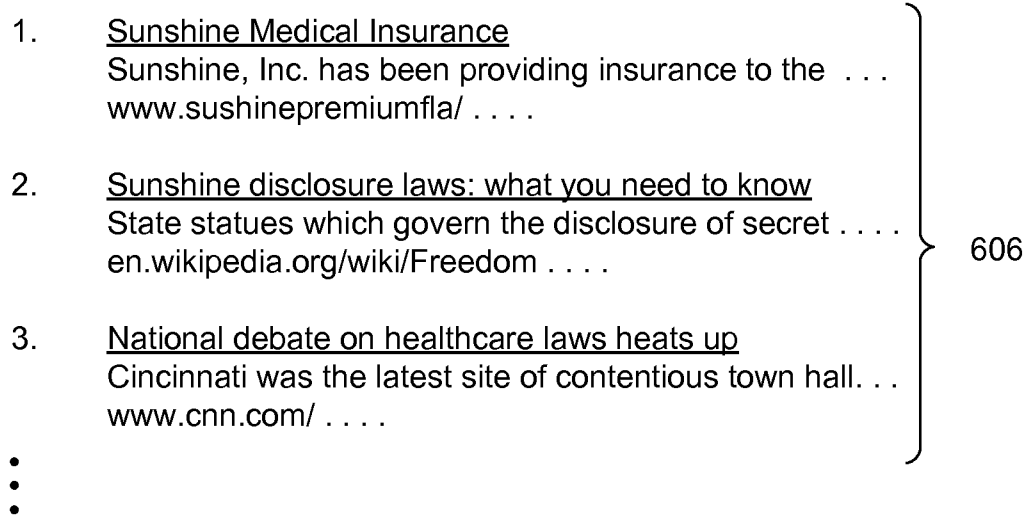 1. Sunshine Medical Insurance
Sunshine, Inc. has been providing insurance to the . . .
www.sushinepremiumfla/ . . . .
2. Sunshine disclosure laws: what you need to know
State statues which govern the disclosure of secret . . . .
en.wikipedia.org/wiki/Freedom . . . .
606
3. National debate on healthcare laws heats up
Cincinnati was the latest site of contentious town hall. . .
www.cnn.com/ . . . .